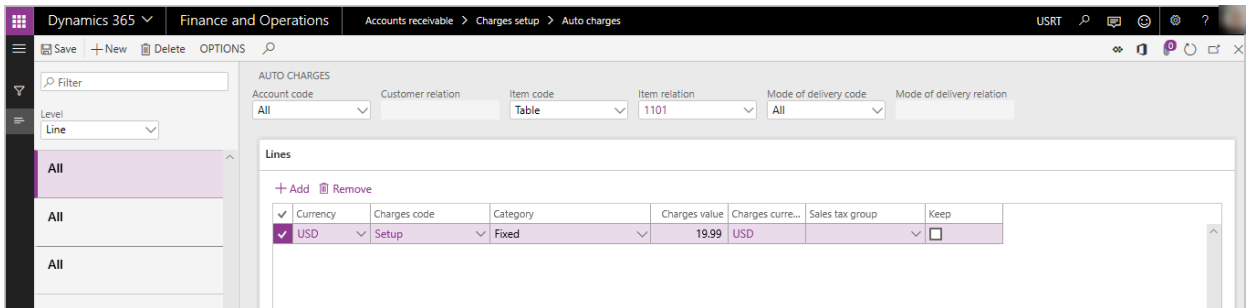 Dynamics 365 Finance and Operations Accounts receivable > Charges setup > Auto charges USRT ?
Save + New Delete OPTIONS 0
Filter
Level
Line
All
All
All
AUTO CHARGES
Account code Customer relation Item code Item relation Mode of delivery code Mode of delivery relation
All Table 1101 All
Lines
+ Add Remove
Currency Charges code Category Charges value Charges curre... Sales tax group Keep
USD Setup Fixed 19.99 USD